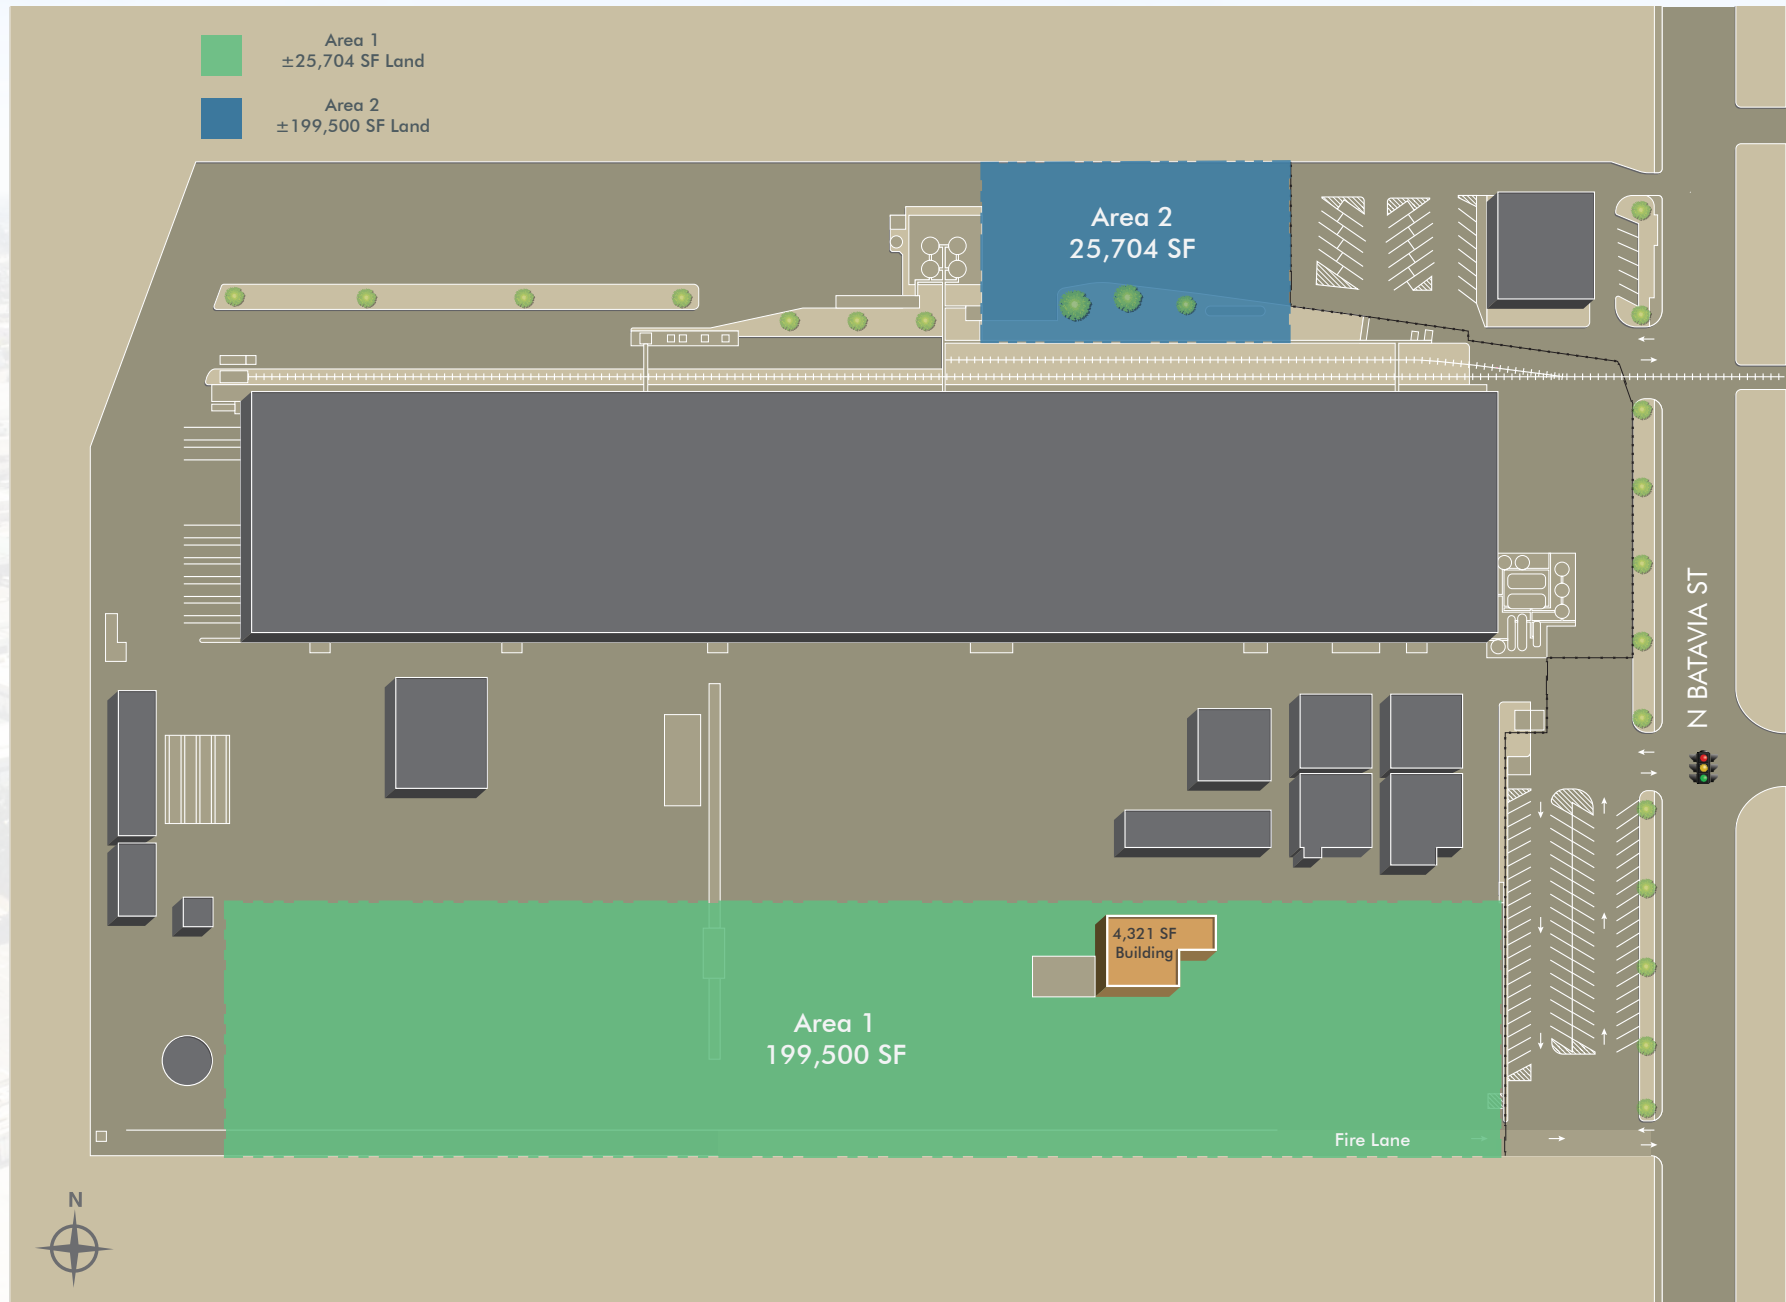 Area 1
±25,704 SF Land
Area 2
±199,500 SF Land
Area 2
25,704 SF
N BATAVIA ST
4,321 SF
Building
Area 1
199,500 SF
Fire Lane
N